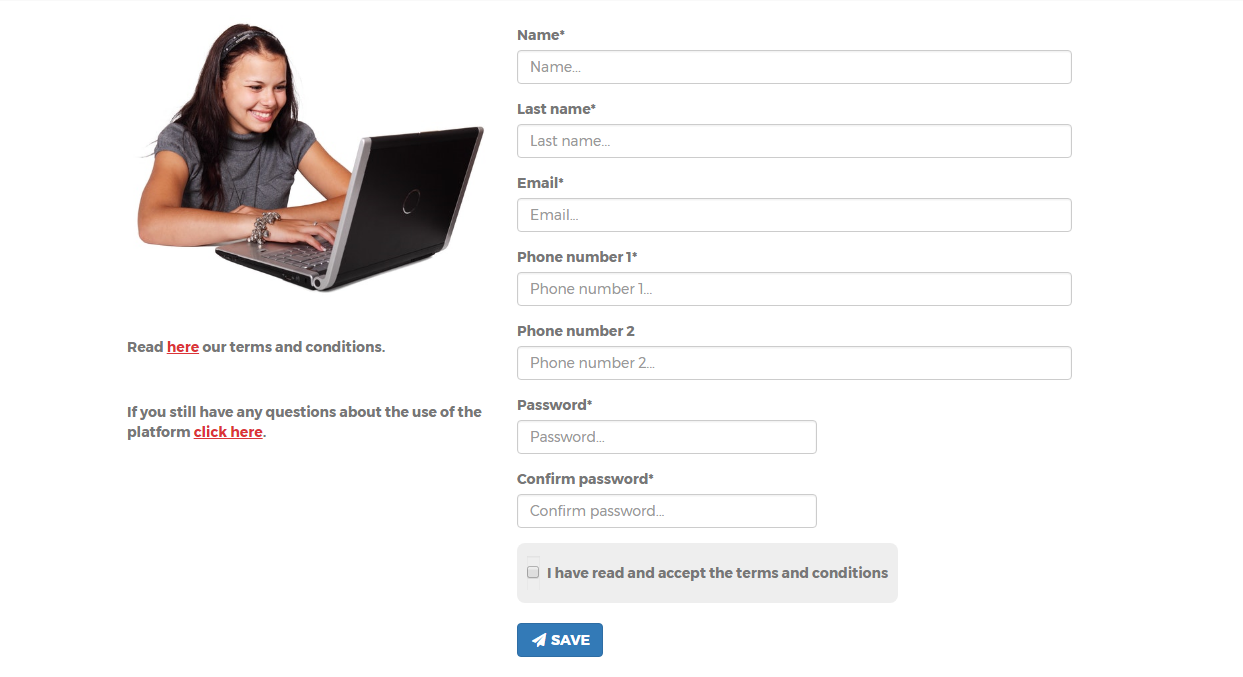 Name*
Name...
Last name*
Last name...
Email*
Email...
Phone number 1*
Phone number 1...
Phone number 2
Phone number 2...
Password*
Password...
Confirm password*
Confirm password...
I have read and accept the terms and conditions
SAVE
Read here our terms and conditions.
If you still have any questions about the use of the
platform click here.